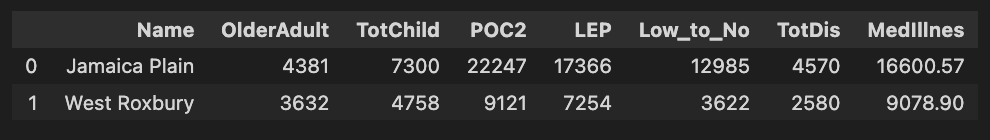 Name OlderAdult TotChild POC2 LEP Low_to_No TotDis MedIllnes
0 Jamaica Plain 4381 7300 22247 17366 12985 4570 16600.57
1 West Roxbury 3632 4758 9121 7254 3622 2580 9078.90